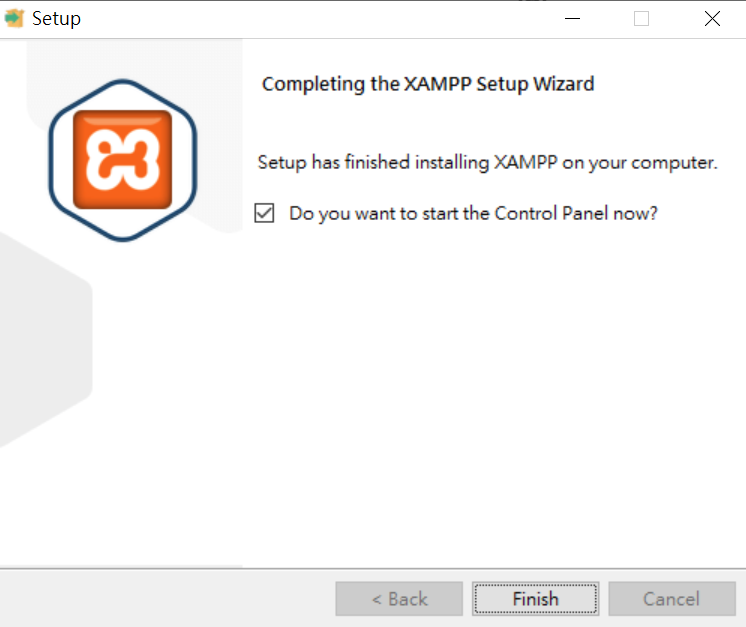 Setup
Completing the XAMPP Setup Wizard
Setup has finished installing XAMPP on your computer.
Do you want to start the Control Panel now?
< Back
Finish
Cancel